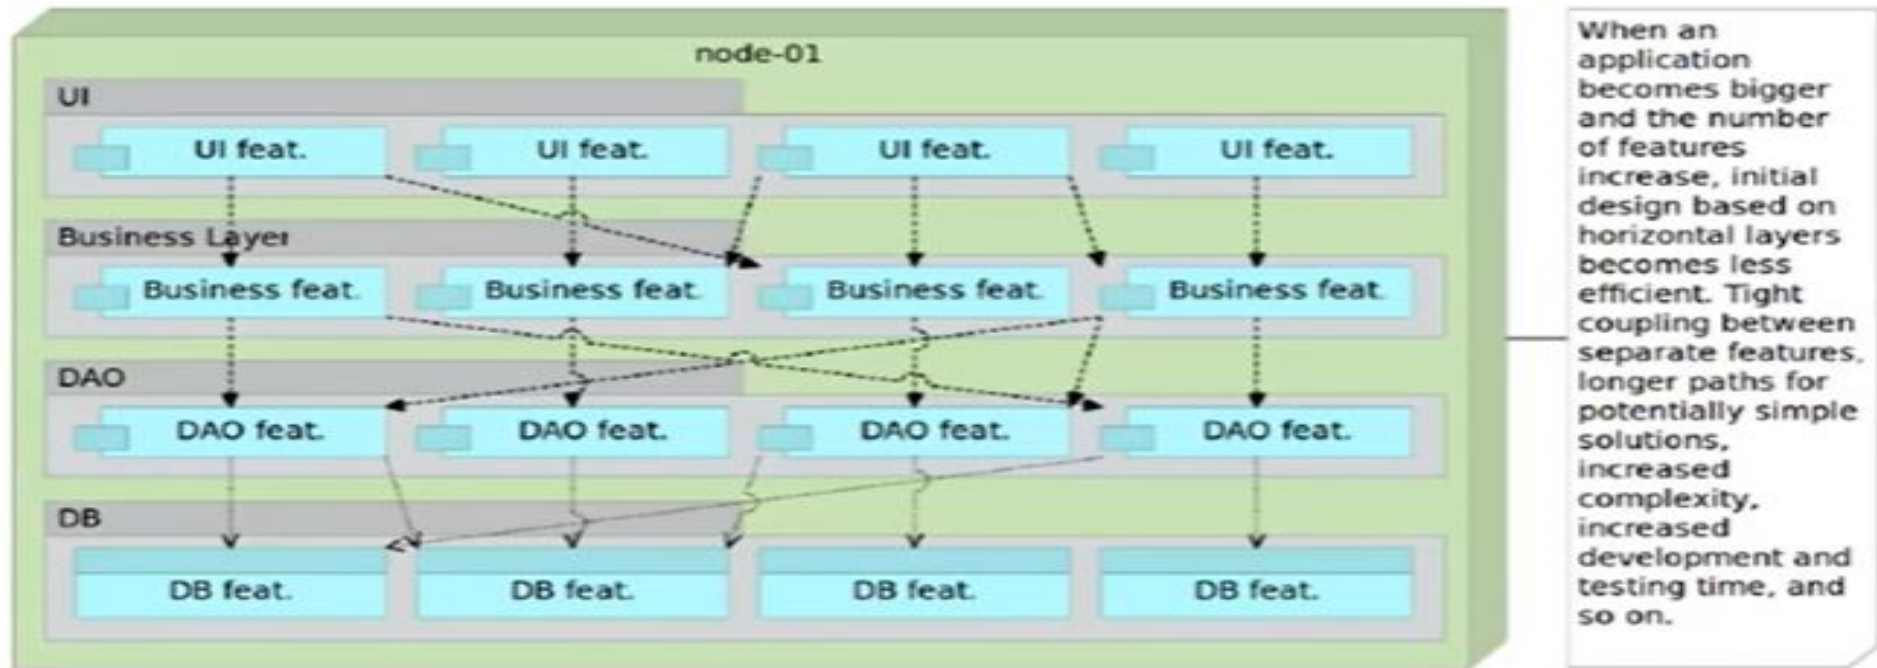 node-01
UI
UI feat.
UI feat.
UI feat.
UI feat.
Business Layer
Business feat.
Business feat.
Business feat.
Business feat.
DAO
DAO feat.
DAO feat.
DAO feat.
DAO feat.
DB
DB feat.
DB feat.
DB feat.
DB feat.
When an
application
becomes bigger
and the number
of features
increase, initial
design based on
horizontal layers
becomes less
efficient. Tight
coupling between
separate features,
longer paths for
potentially simple
solutions,
increased
complexity,
increased
development and
testing time, and
so on.